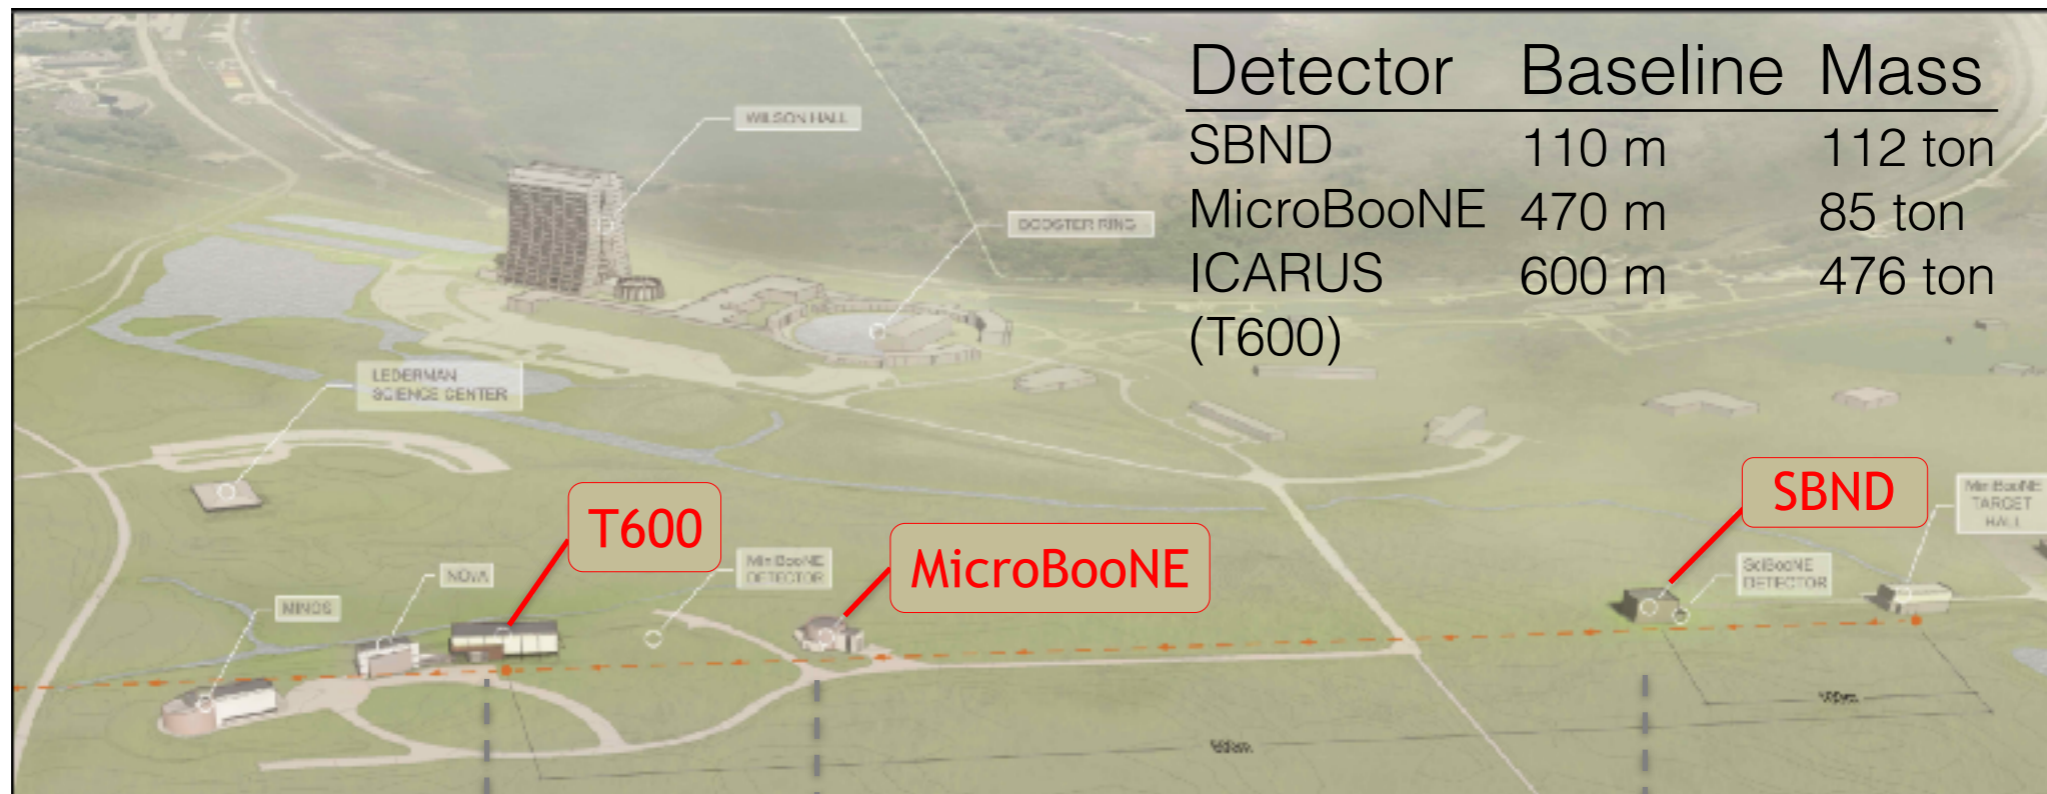 Detector Baseline Mass
SBND 110 m 112 ton
MicroBooNE 470 m 85 ton
ICARUS 600 m 476 ton
(T600)
WILSON HALL
BOOSTER RING
LEDERMAN
SCIENCE CENTER
T600
MicroBooNE
SBND
MiniBooNE
TARGET
HALL
MiniBooNE
DETECTOR
SciBooNE
DETECTOR
NOVA
MINOS